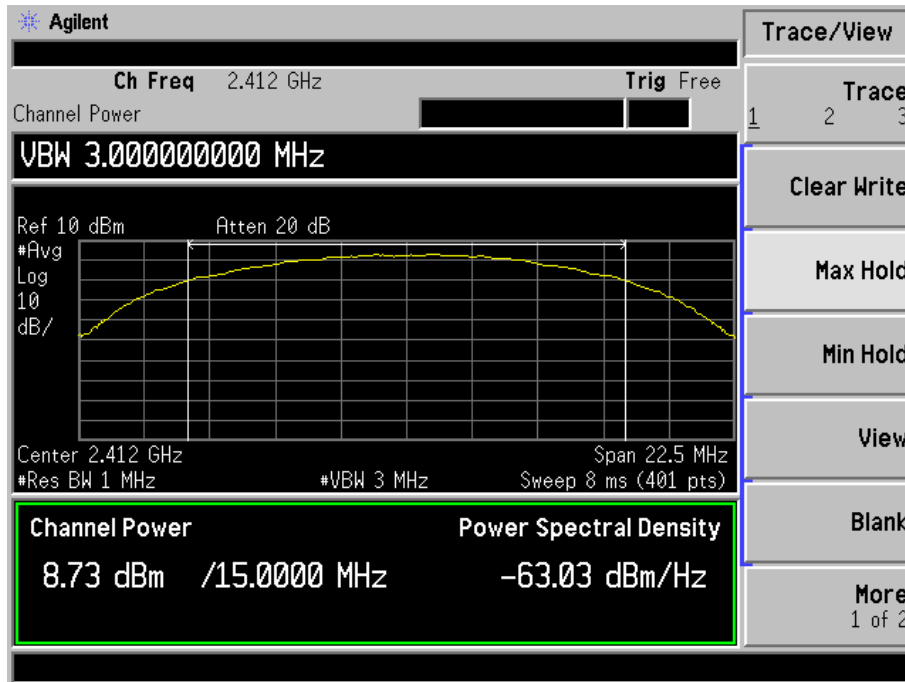 Agilent
Trace/View
Ch Freq 2.412 GHz Trig Free
Channel Power
Trace
1 2 3
VBW 3.000000000 MHz
Clear Write
Ref 10 dBm Atten 20 dB
#Avg
Log
10
dB/
Max Hold
Min Hold
View
Center 2.412 GHz Span 22.5 MHz
#Res BW 1 MHz #VBW 3 MHz Sweep 8 ms (401 pts)
Channel Power Power Spectral Density
Blank
8.73 dBm /15.0000 MHz -63.03 dBm/Hz
More
1 of 2